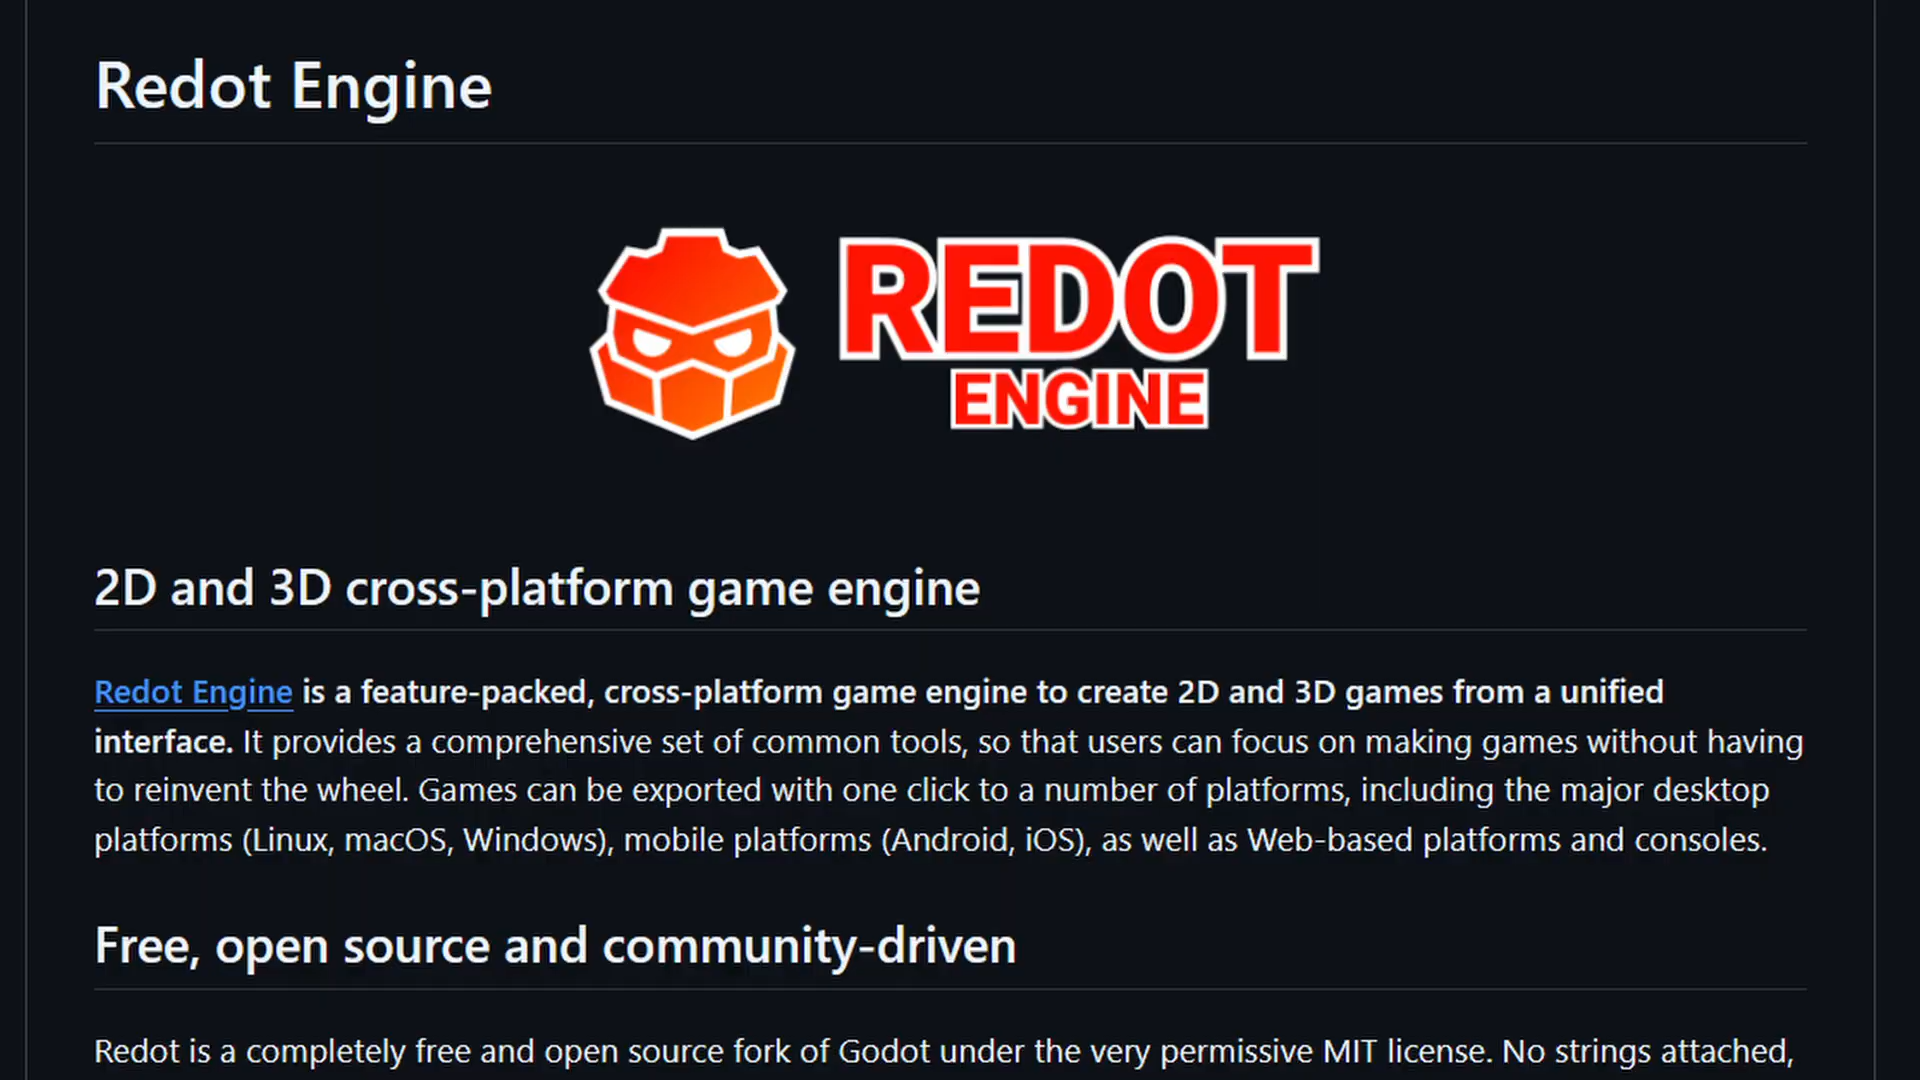 Redot Engine
REDOT
ENGINE
2D and 3D cross-platform game engine
Redot Engine is a feature-packed, cross-platform game engine to create 2D and 3D games from a unified
interface. It provides a comprehensive set of common tools, so that users can focus on making games without having
to reinvent the wheel. Games can be exported with one click to a number of platforms, including the major desktop
platforms (Linux, macOS, Windows), mobile platforms (Android, iOS), as well as Web-based platforms and consoles.
Free, open source and community-driven
Redot is a completely free and open source fork of Godot under the very permissive MIT license. No strings attached,